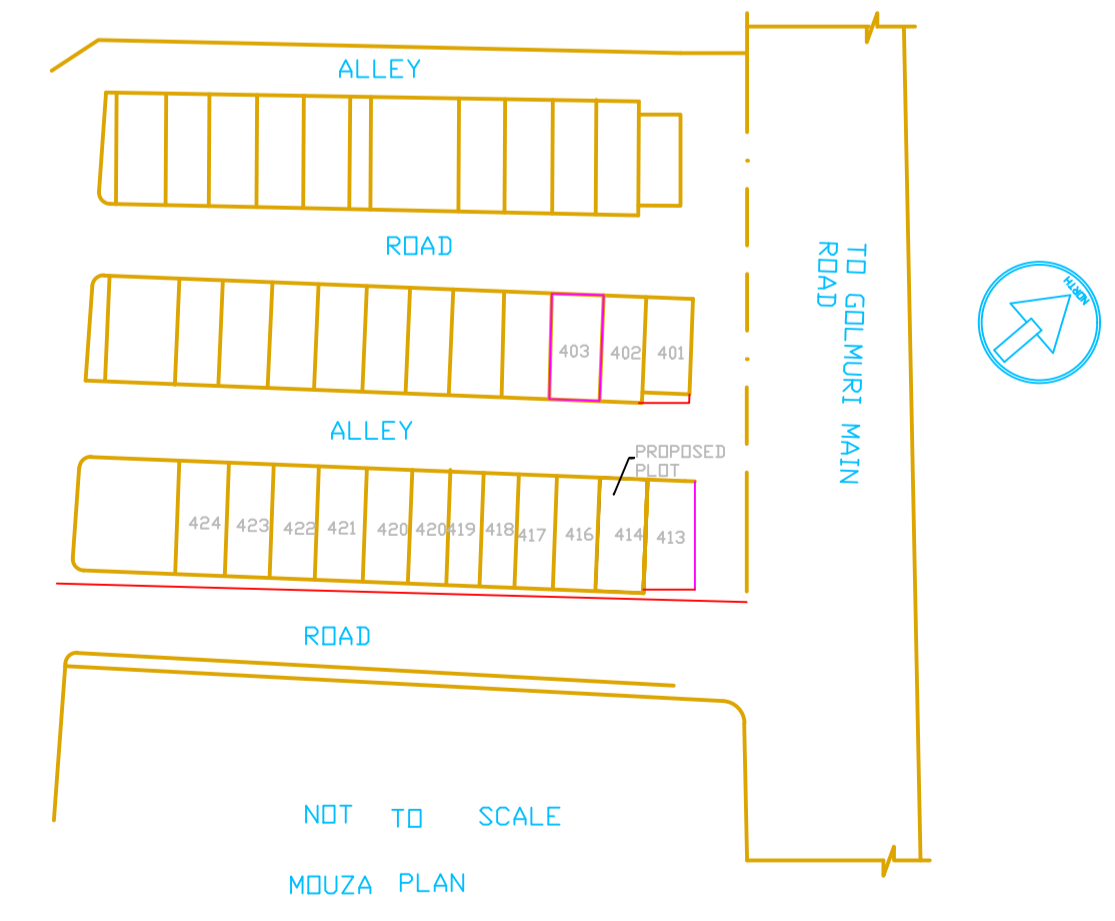 ALLEY
ROAD
TO GOLMURI MAIN
ROAD
NORTH
403
402
401
ALLEY
PROPOSED
PLOT
424
423
422
421
420
420
419
418
417
416
414
413
ROAD
NOT TO SCALE
MOUZA PLAN